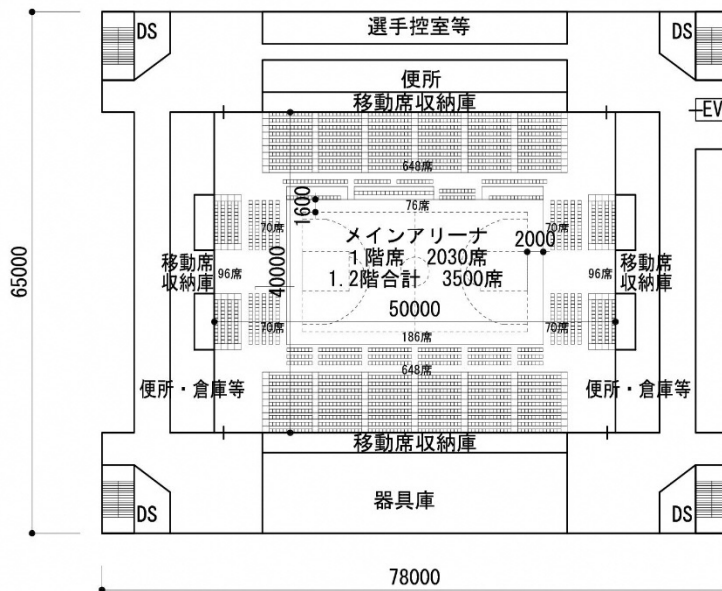 選手控室等
DS
DS
便所
移動席収納庫
EV
648席
76席
1600
メインアリーナ
1階席 2030席
1.2階合計 3500席
2000
70席
70席
96席
96席
移動席
収納庫
移動席
収納庫
40000
50000
65000
70席
70席
186席
648席
便所・倉庫等
便所・倉庫等
移動席収納庫
器具庫
DS
DS
78000